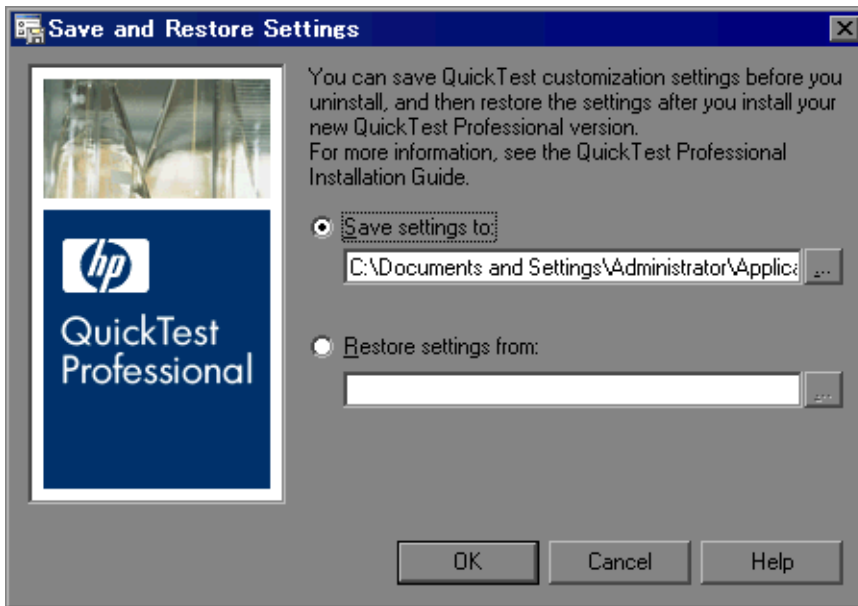 Save and Restore Settings
You can save QuickTest customization settings before you
uninstall, and then restore the settings after you install your
new QuickTest Professional version.
For more information, see the QuickTest Professional
Installation Guide.
Save settings to:
C:\Documents and Settings\Administrator\Applica
...
Restore settings from:
...
hp
QuickTest
Professional
OK
Cancel
Help